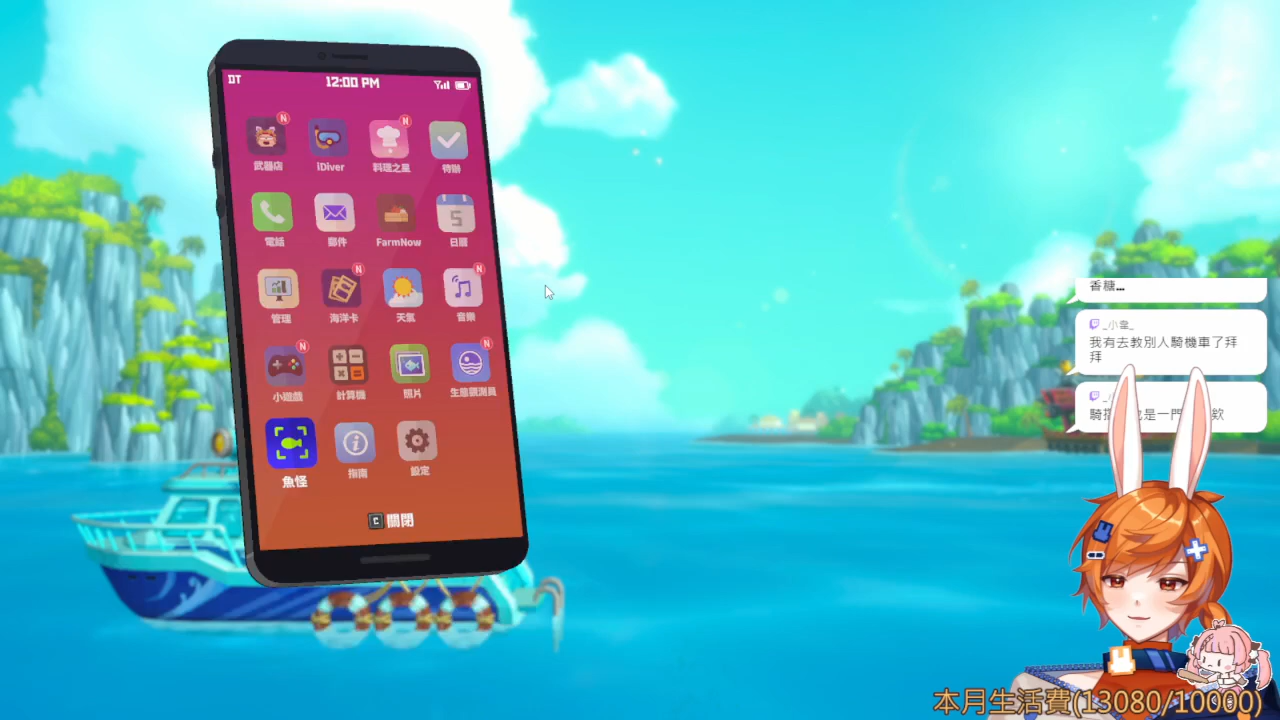 DT
12:00 PM
N
N
武器店
iDiver
料理之星
待辦
電話
郵件
FarmNow
5
日曆
N
N
管理
海洋卡
天氣
音樂
N
N
小遊戲
計算機
照片
生態觀測員
魚怪
指南
設定
C 關閉
香糖...
_小韋_
我有去教別人騎機車了拜
拜
本月生活費(13080/10000)